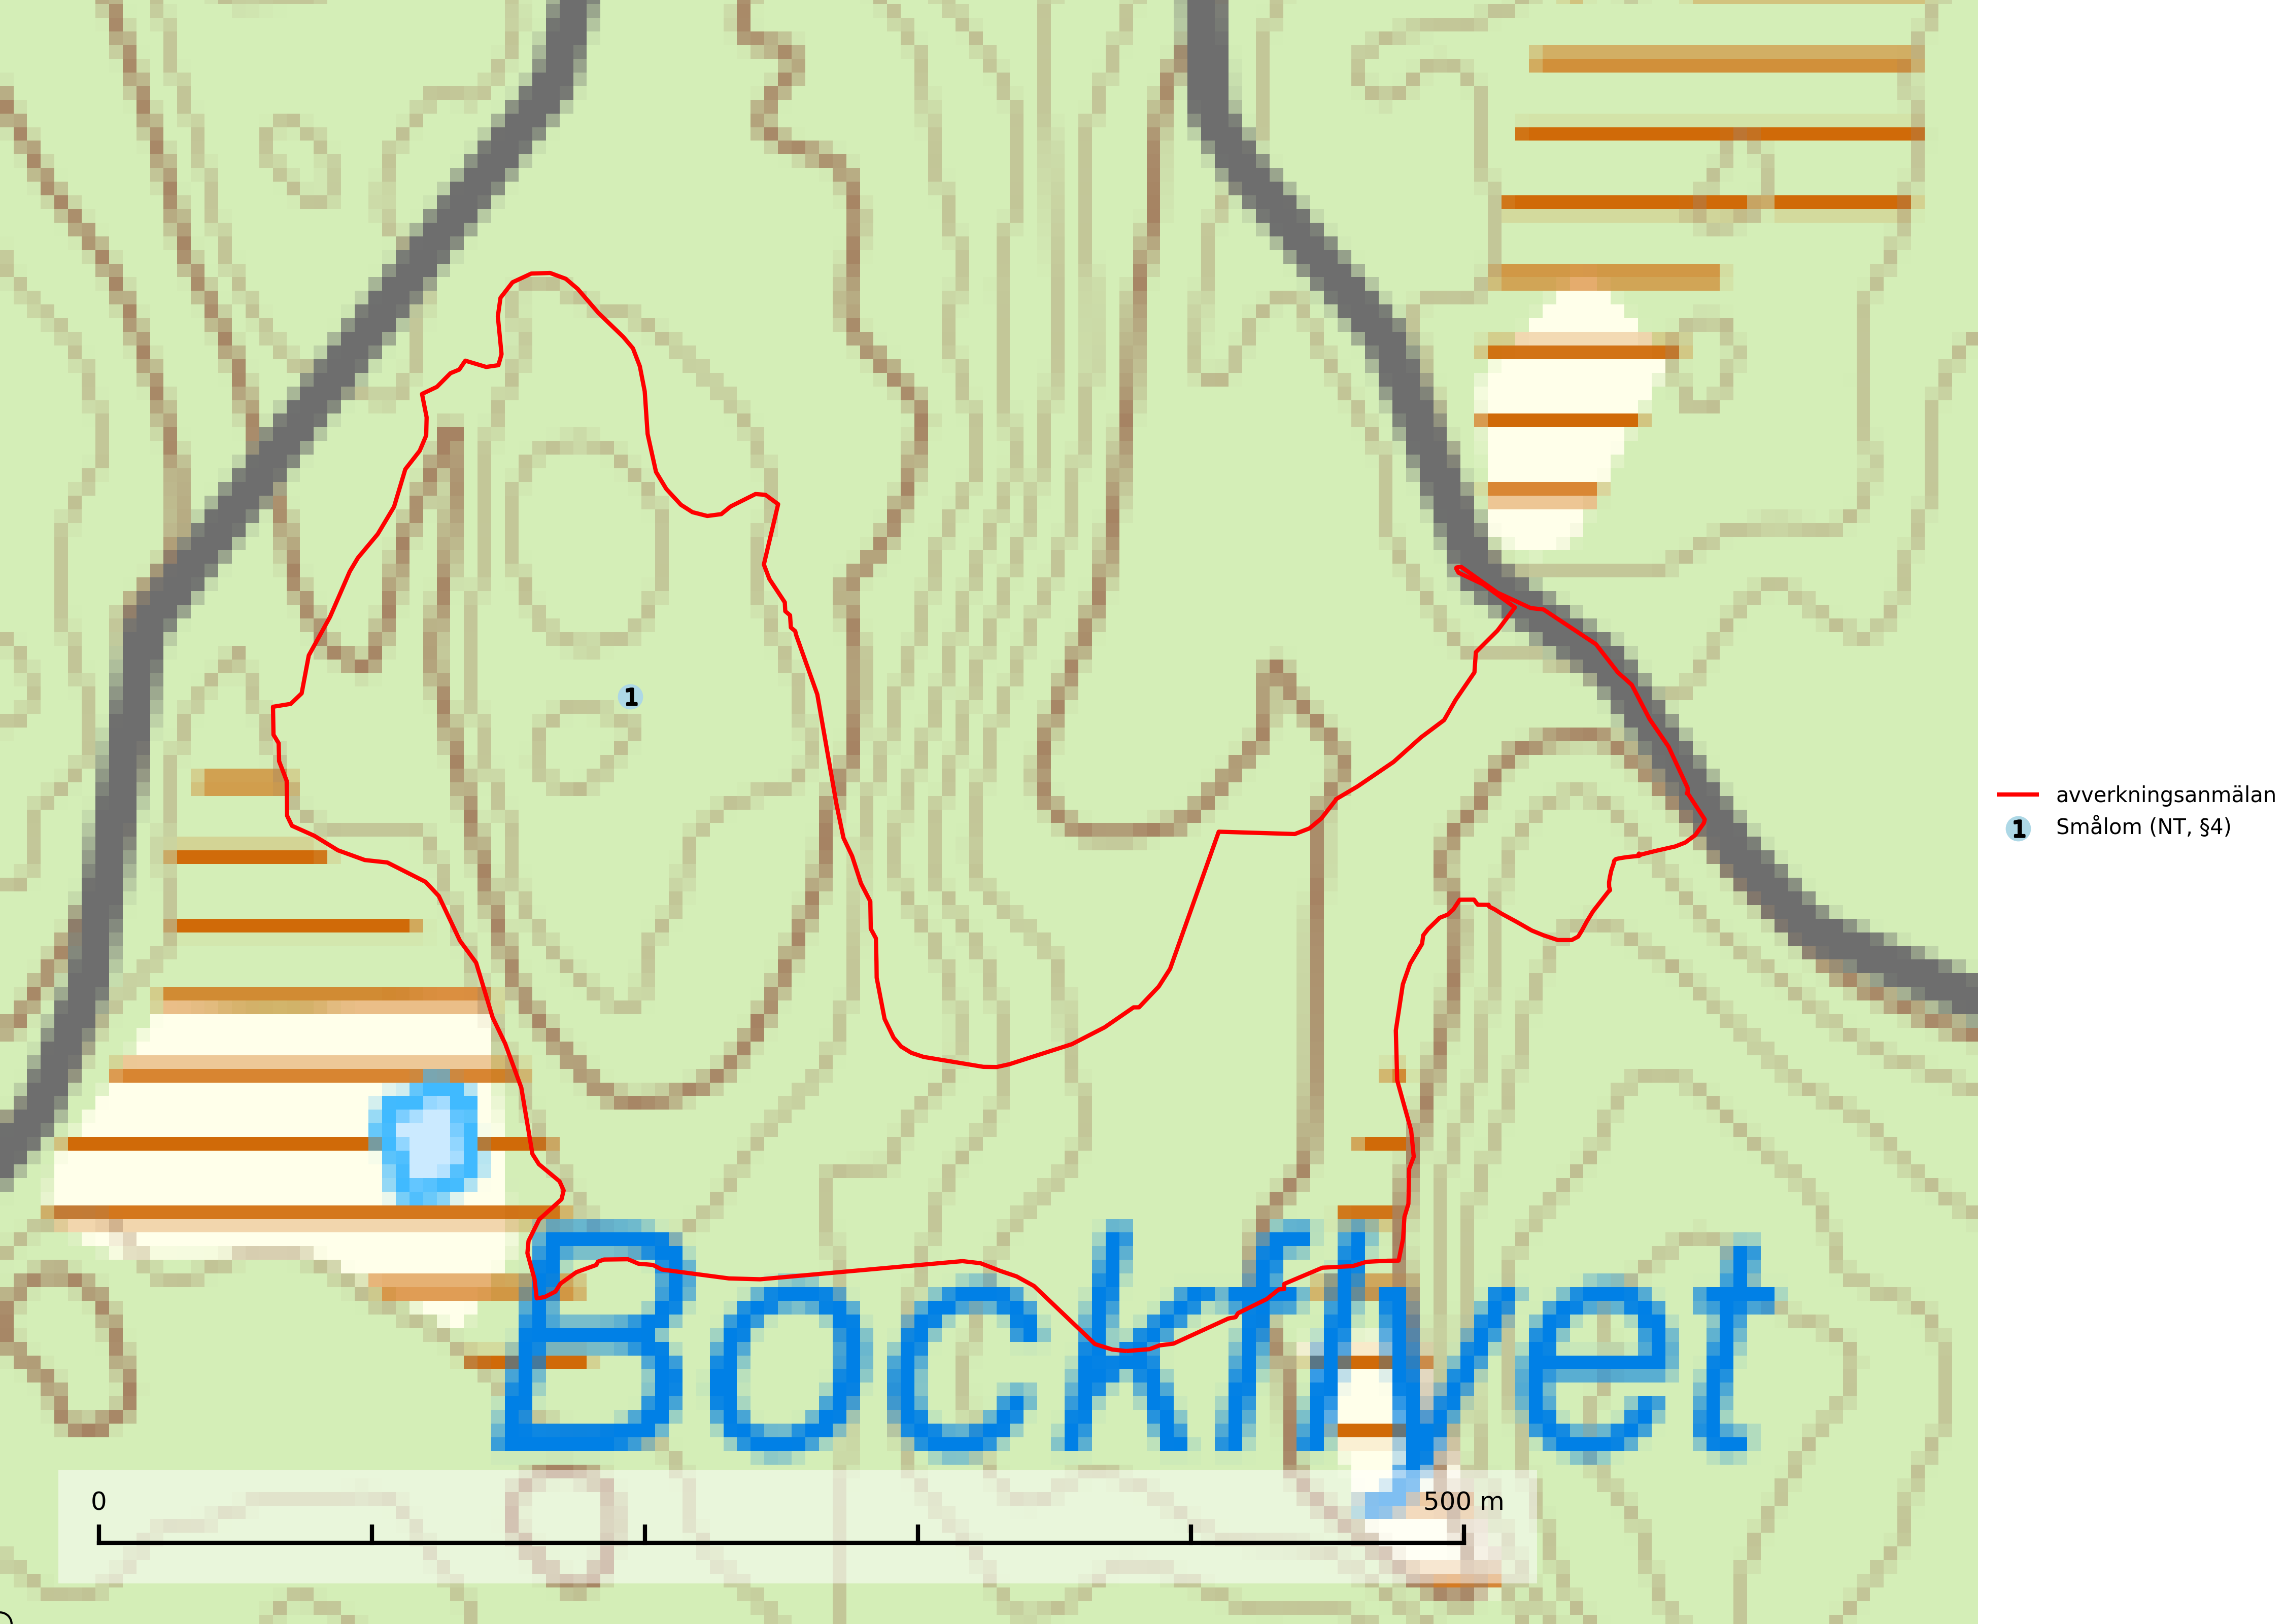 1
avverkningsanmälan
1 Smålom (NT, §4)
Bockflyet
0 500 m